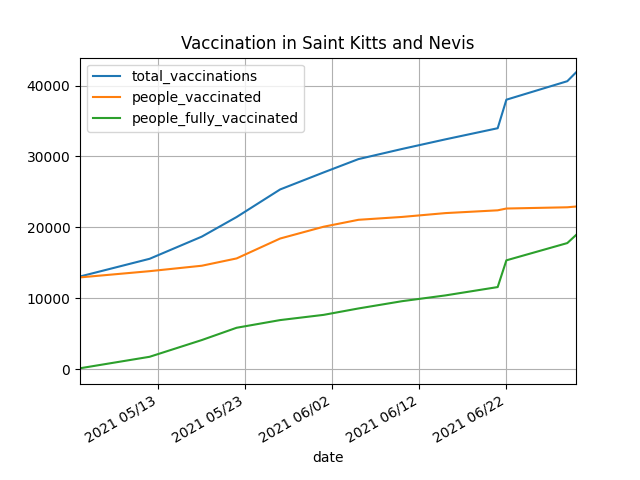 Vaccination in Saint Kitts and Nevis
total_vaccinations
people_vaccinated
people_fully_vaccinated
40000
30000
20000
10000
0
2021 05/13
2021 05/23
2021 06/02
2021 06/12
2021 06/22
date